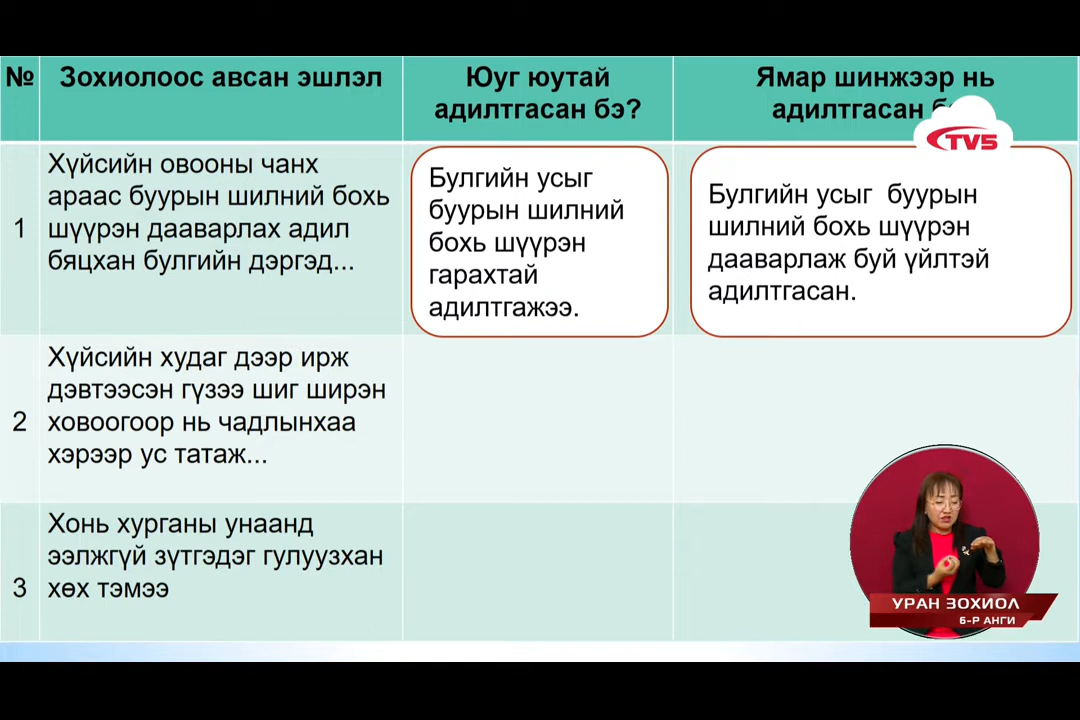 №
Зохиолоос авсан эшлэл
Юуг юутай
адилтгасан бэ?
Ямар шинжээр нь
адилтгасан
TV5
1
Хүйсийн овооны чанх
араас буурын шилний бохь
шүүрэн дааварлах адил
бяцхан булгийн дэргэд...
Булгийн усыг
буурын шилний
бохь шүүрэн
гарахтай
адилтгажээ.
Булгийн усыг буурын
шилний бохь шүүрэн
дааварлаж буй үйлтэй
адилтгасан.
2
Хүйсийн худаг дээр ирж
дэвтээсэн гүзээ шиг ширэн
ховоогоор нь чадлынхаа
хэрээр ус татаж...
3
Хонь хурганы унаанд
ээлжгүй зүтгэдэг гулуузхан
хөх тэмээ
УРАН ЗОХИОЛ
6-Р АНГИ